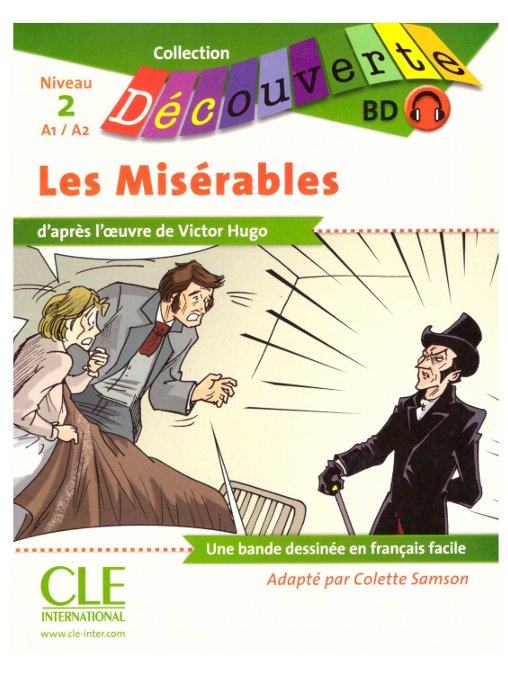 Collection
Découverte
Niveau
2
A1 / A2
BD
Les Misérables
d'après l'œuvre de Victor Hugo
Une bande dessinée en français facile
Adapté par Colette Samson
CLE
INTERNATIONAL
www.cle-inter.com